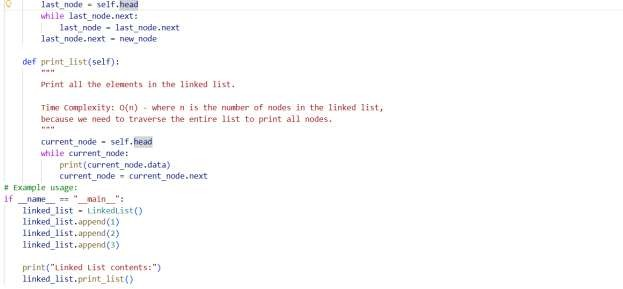 last_node = self.head
while last_node.next:
last_node = last_node.next
last_node.next = new_node
def print_list(self):
"""
Print all the elements in the linked list.
Time Complexity: O(n) - where n is the number of nodes in the linked list,
because we need to traverse the entire list to print all nodes.
"""
current_node = self.head
while current_node:
print(current_node.data)
current_node = current_node.next
# Example usage:
if __name__ == "__main__":
linked_list = LinkedList()
linked_list.append(1)
linked_list.append(2)
linked_list.append(3)
print("Linked List contents:")
linked_list.print_list()